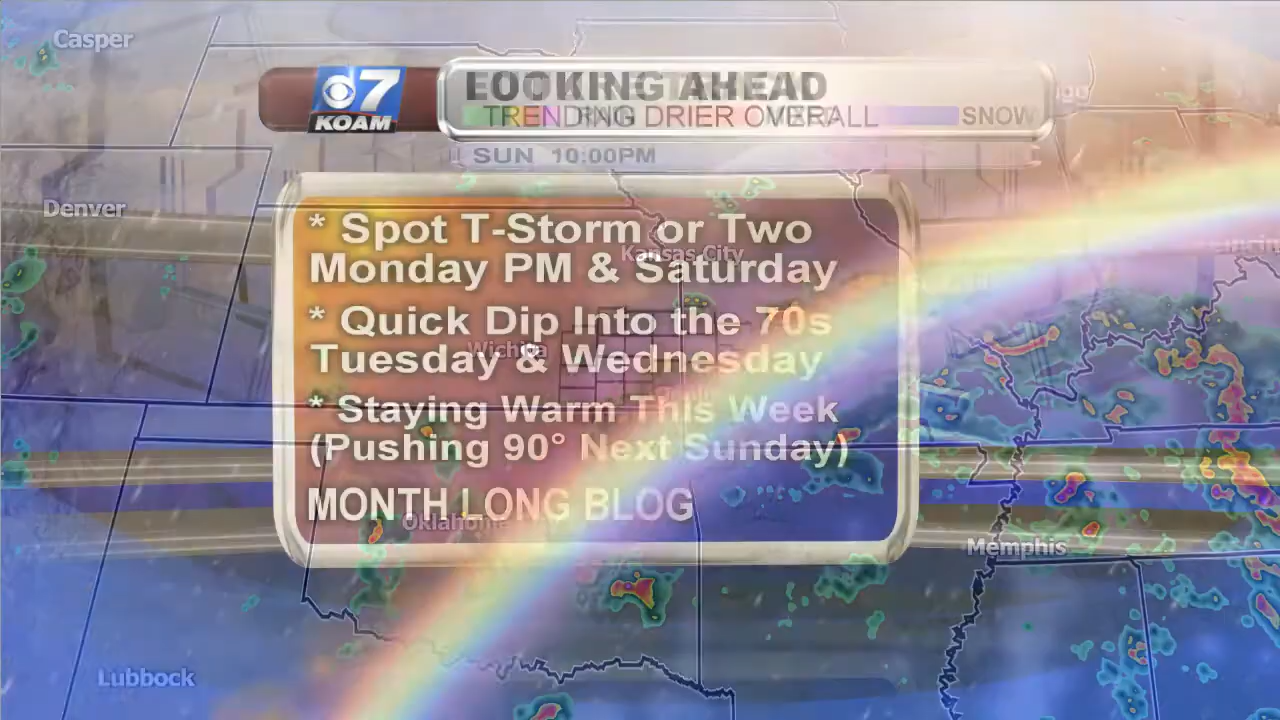 Casper
7
KOAM
LOOKING AHEAD
TRENDING DRIER OVERALL
SNOW
SUN 10:00PM
Denver
* Spot T-Storm or Two
Kansas City
Monday PM & Saturday
* Quick Dip Into the 70s
Wichita
Tuesday & Wednesday
* Staying Warm This Week
(Pushing 90° Next Sunday)
MONTH LONG BLOG
Memphis
Lubbock